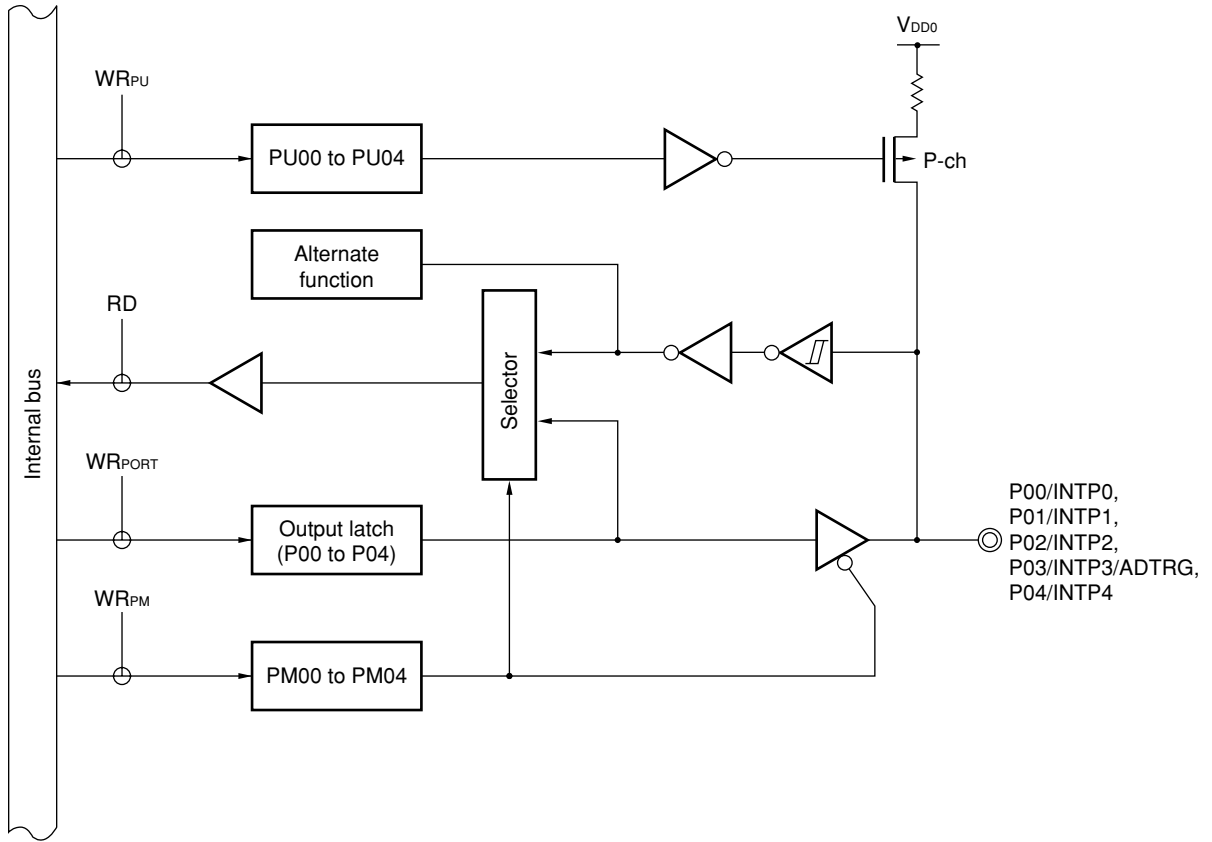 VDD0
WRPU
PU00 to PU04
P-ch
Alternate
function
RD
Selector
Internal bus
WRPORT
Output latch
(P00 to P04)
P00/INTP0,
P01/INTP1,
P02/INTP2,
P03/INTP3/ADTRG,
P04/INTP4
WRPM
PM00 to PM04